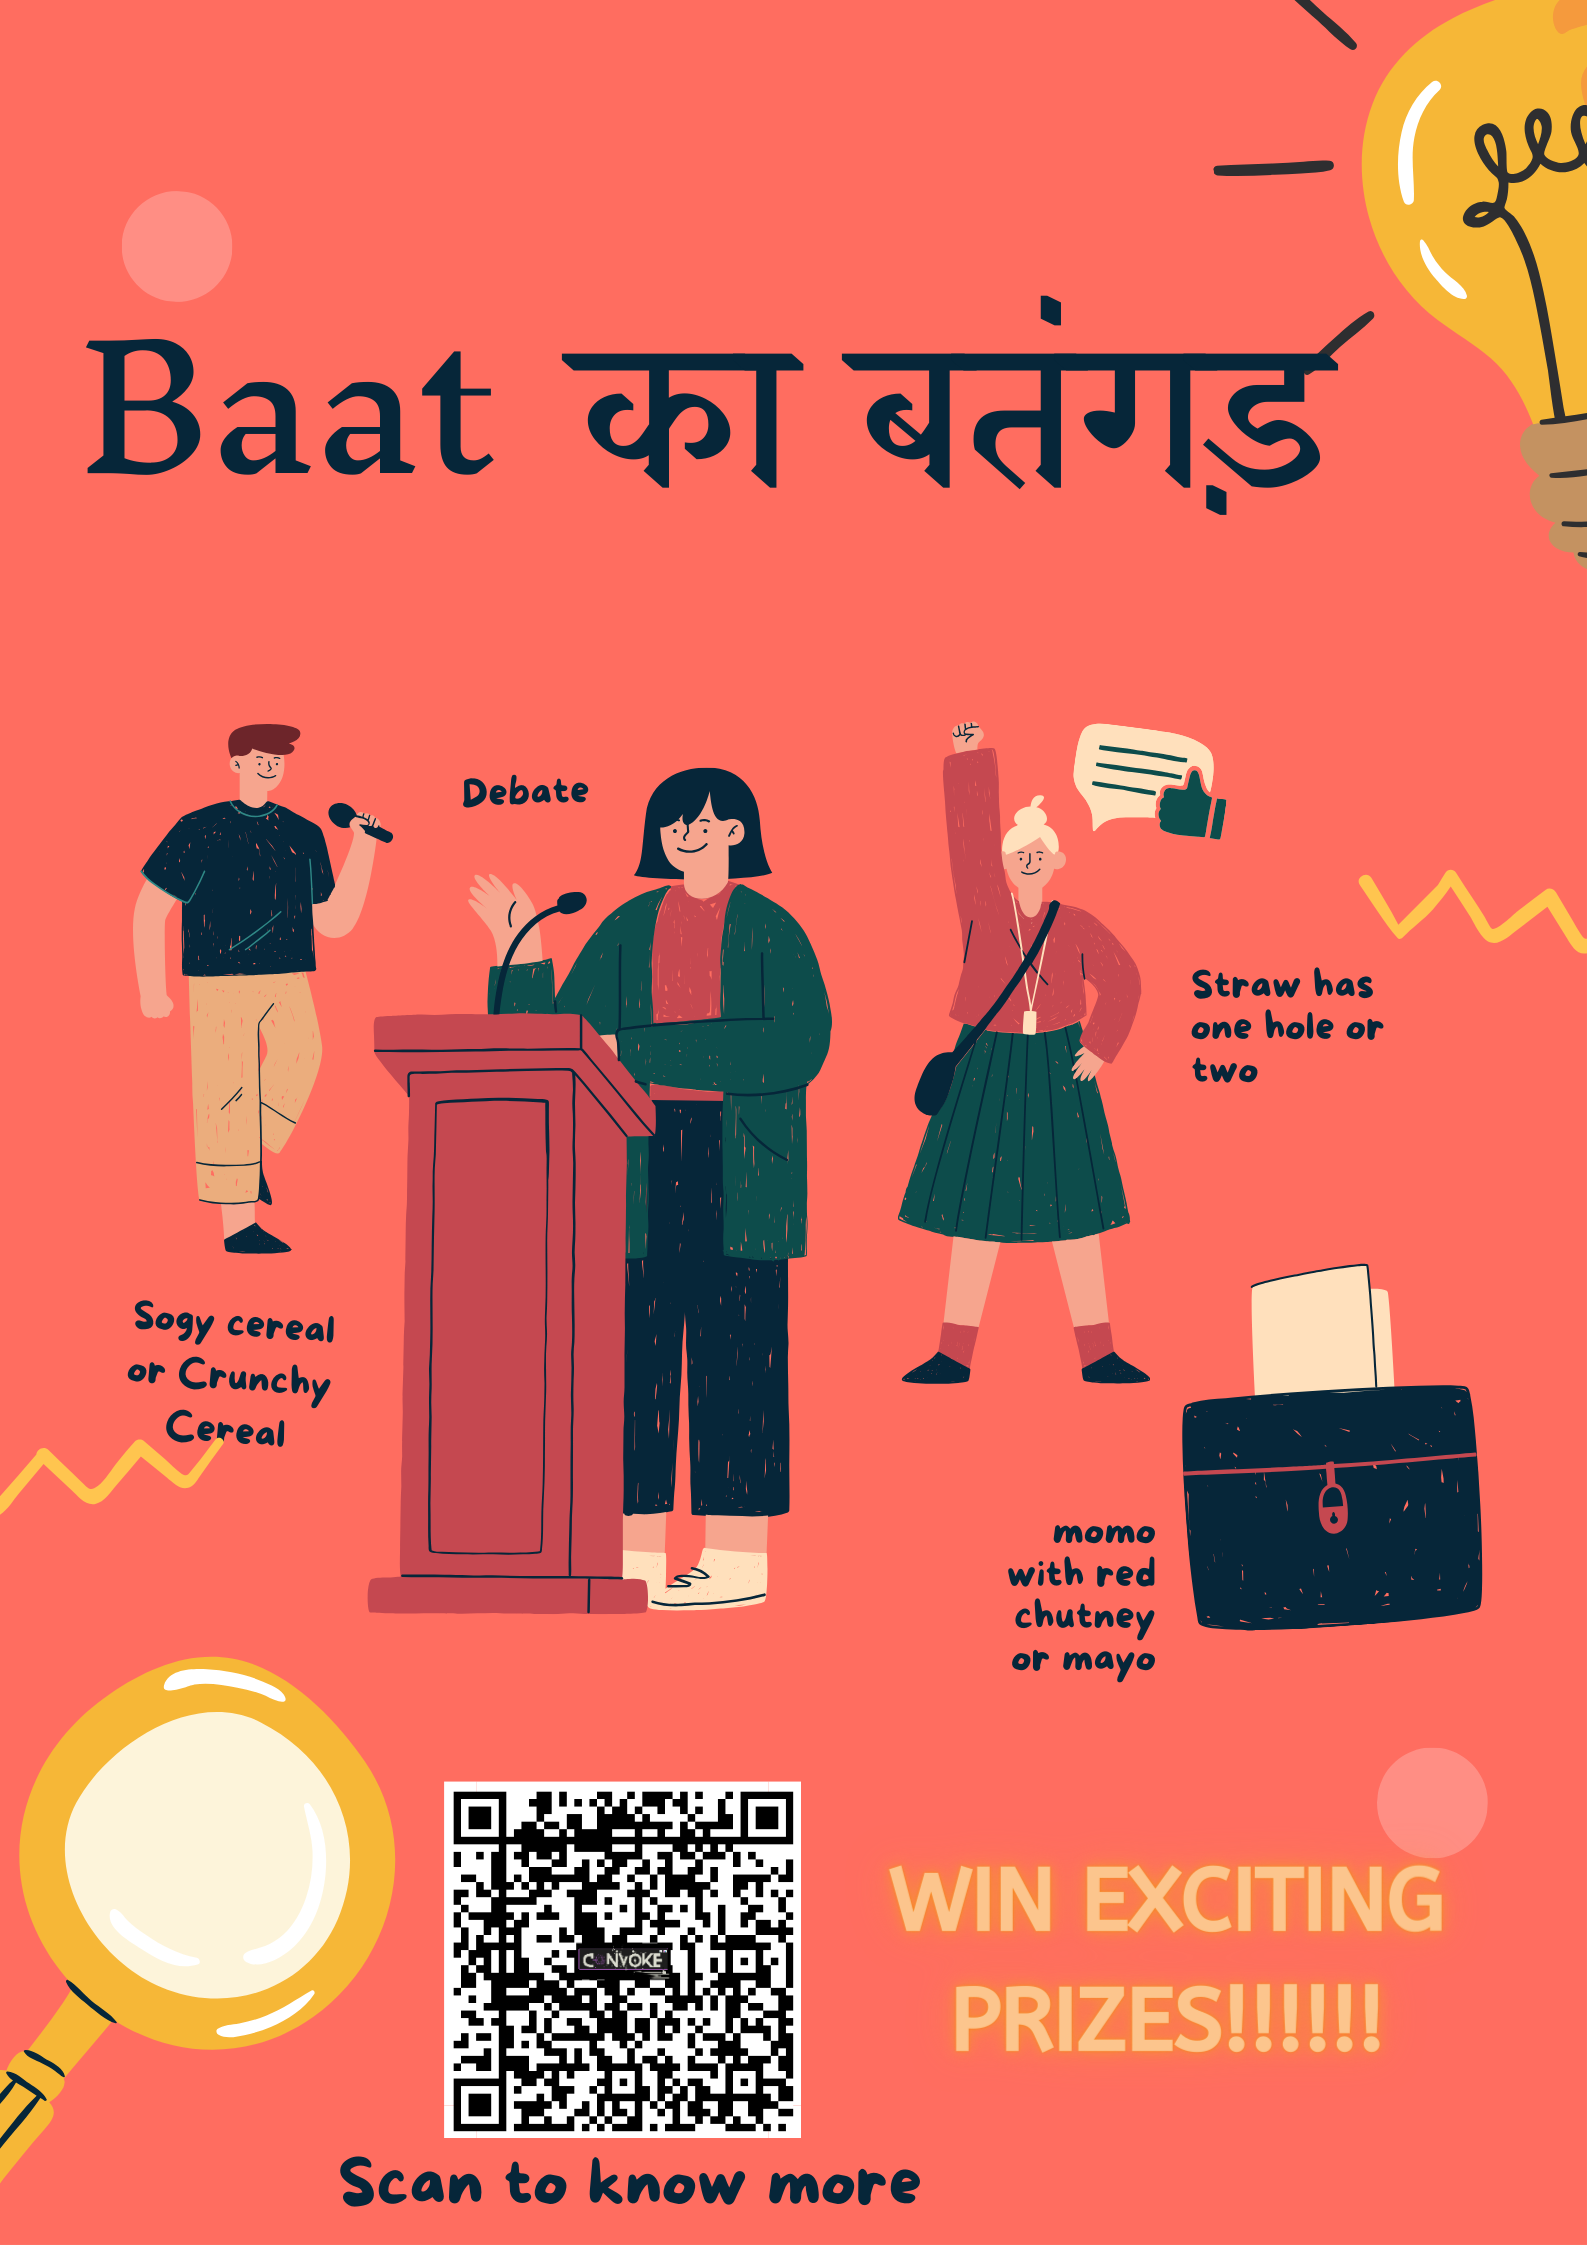 Baat का बतंगड़
Debate
Straw has
one hole or
two
Sogy cereal
or Crunchy
Cereal
momo
with red
chutney
or mayo
CONVOKE
WIN EXCITING
PRIZES!!!!!!
Scan to know more